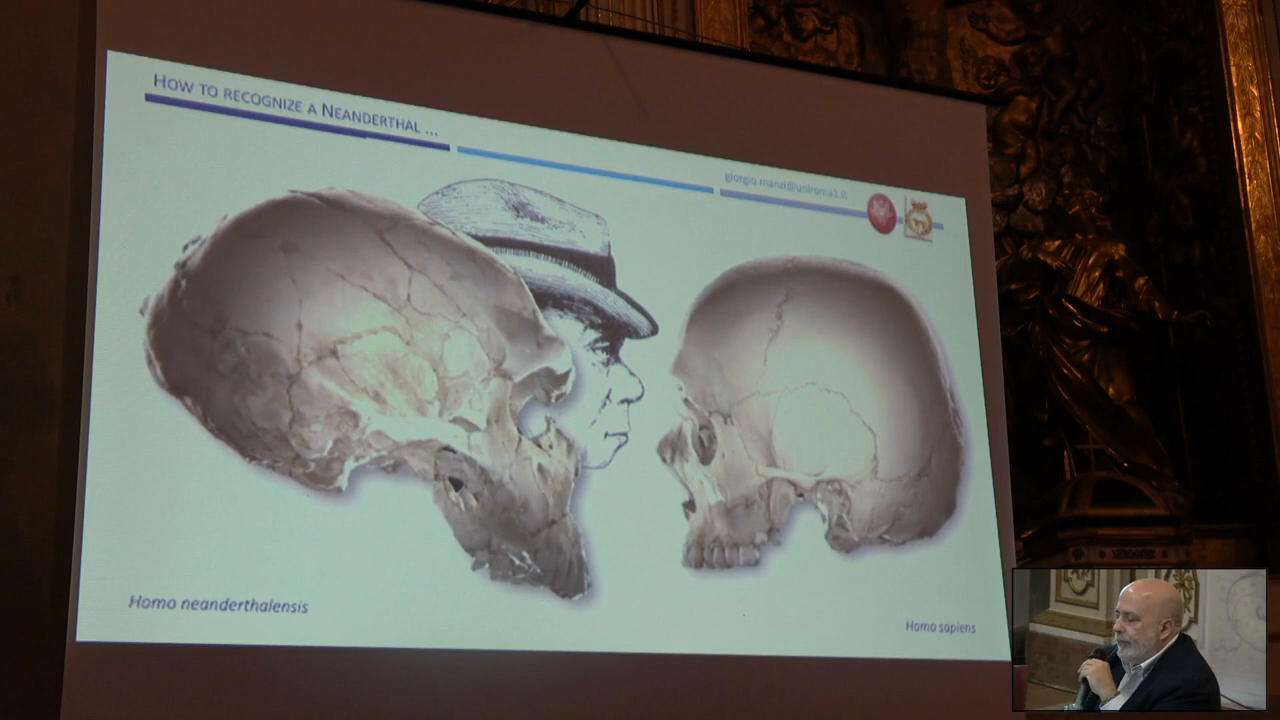 How to recognize a Neanderthal ...
giorgio.manzi@uniroma1.it
Homo neanderthalensis
Homo sapiens